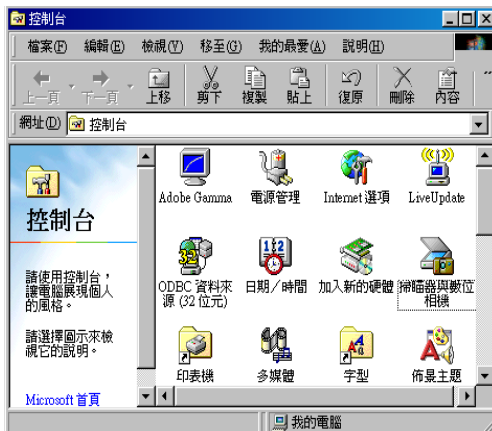 控制台
檔案(F) 編輯(E) 檢視(V) 移至(G) 我的最愛(A) 說明(H)
上一頁 下一頁 上移 剪下 複製 貼上 復原 刪除 內容
網址(D) 控制台
控制台
請使用控制台，
讓電腦展現個人
的風格。
請選擇圖示來檢
視它的說明。
Microsoft 首頁
Adobe Gamma 電源管理 Internet 選項 LiveUpdate
ODBC 資料來
源 (32 位元) 日期／時間 加入新的硬體 掃瞄器與數位
相機
印表機 多媒體 字型 佈景主題
我的電腦